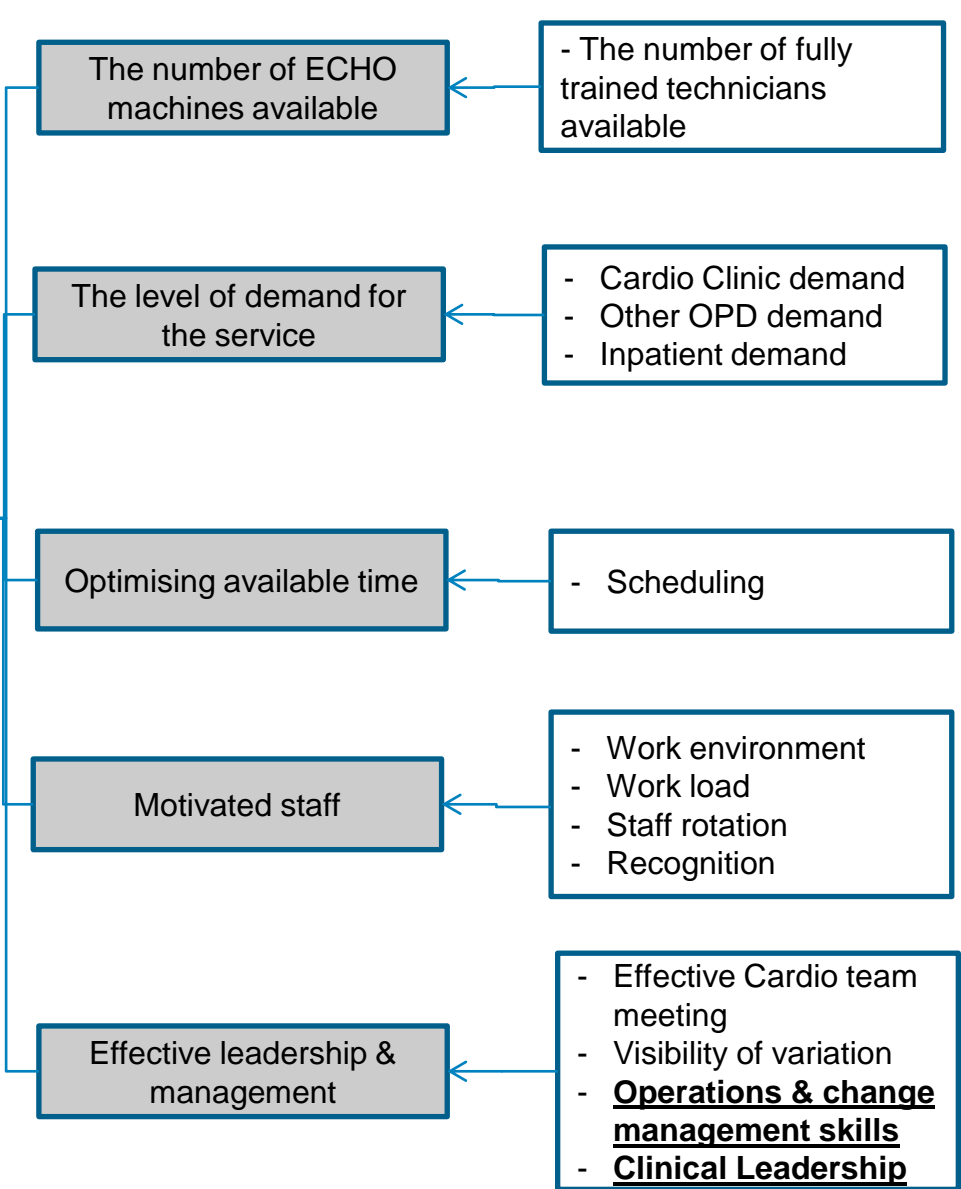 The number of ECHO
machines available
- The number of fully
trained technicians
available
The level of demand for
the service
- Cardio Clinic demand
- Other OPD demand
- Inpatient demand
Optimising available time
- Scheduling
Motivated staff
- Work environment
- Work load
- Staff rotation
- Recognition
Effective leadership &
management
- Effective Cardio team
meeting
- Visibility of variation
- Operations & change
management skills
- Clinical Leadership